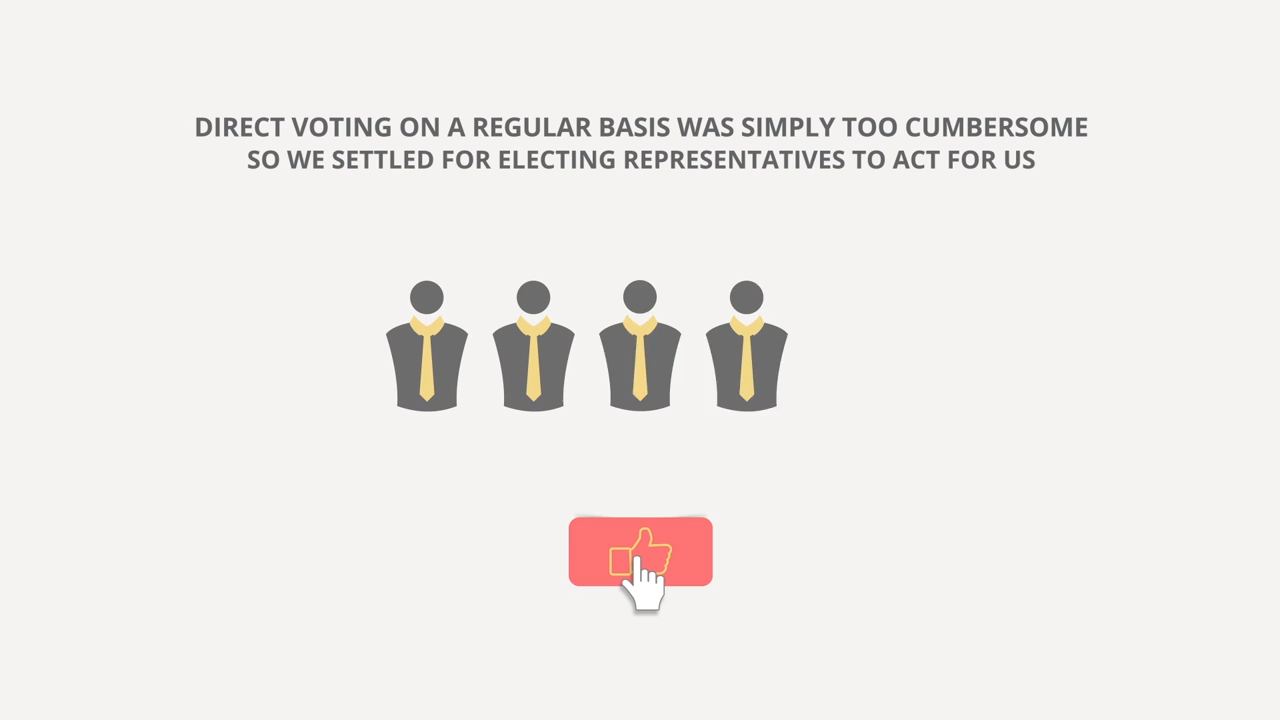 DIRECT VOTING ON A REGULAR BASIS WAS SIMPLY TOO CUMBERSOME
SO WE SETTLED FOR ELECTING REPRESENTATIVES TO ACT FOR US